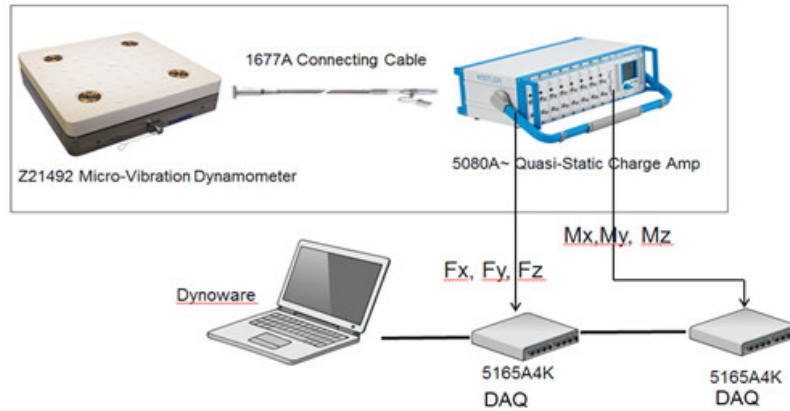 1677A Connecting Cable
KISTLER
Z21492 Micro-Vibration Dynamometer
5080A~ Quasi-Static Charge Amp
Mx,My, Mz
Fx, Fy, Fz
Dynoware
5165A4K
DAQ
5165A4K
DAQ